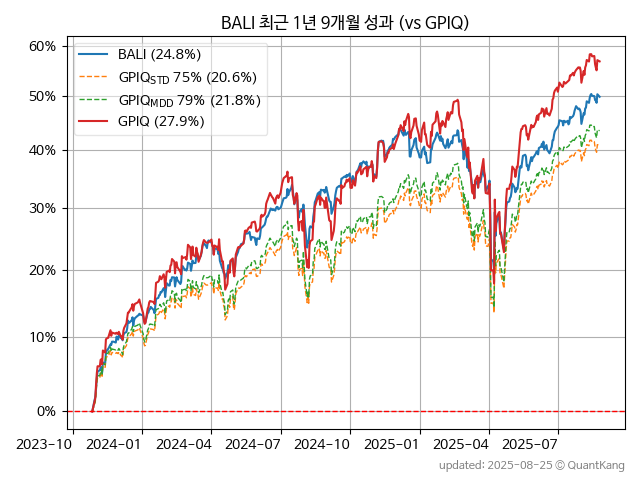 BALI 최근 1년 9개월 성과 (vs GPIQ)
60%
50%
40%
30%
20%
10%
0%
BALI (24.8%)
GPIQSTD 75% (20.6%)
GPIQMDD 79% (21.8%)
GPIQ (27.9%)
2023-10 2024-01 2024-04 2024-07 2024-10 2025-01 2025-04 2025-07
updated: 2025-08-25 © QuantKang